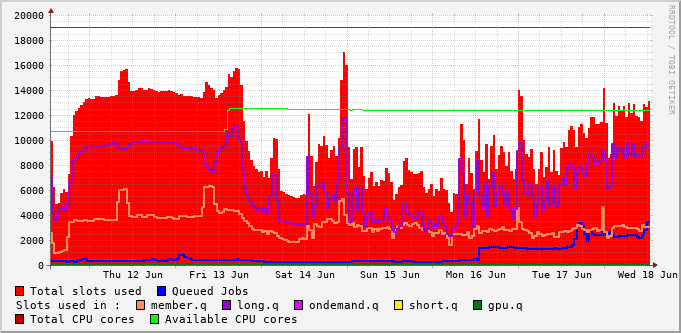 20000
18000
16000
14000
12000
10000
8000
6000
4000
2000
0
Thu 12 Jun Fri 13 Jun Sat 14 Jun Sun 15 Jun Mon 16 Jun Tue 17 Jun Wed 18 Jun
RRDTOOL / TOBI OETIKER
Total slots used Queued Jobs
Slots used in : member.q long.q ondemand.q short.q gpu.q
Total CPU cores Available CPU cores